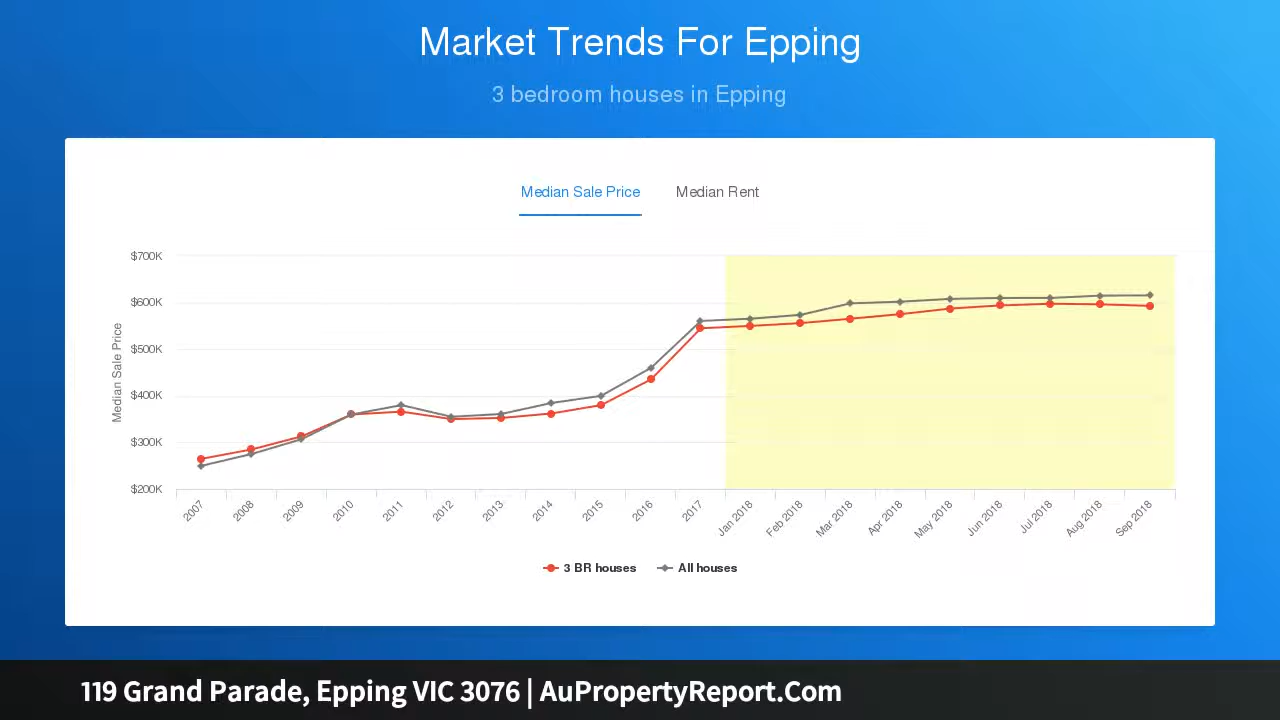 Market Trends For Epping
3 bedroom houses in Epping
Median Sale Price Median Rent
Median Sale Price
$700K
$600K
$500K
$400K
$300K
$200K
2007 2008 2009 2010 2011 2012 2013 2014 2015 2016 2017 Jan 2018 Feb 2018 Mar 2018 Apr 2018 May 2018 Jun 2018 Jul 2018 Aug 2018 Sep 2018
3 BR houses All houses
119 Grand Parade, Epping VIC 3076 | AuPropertyReport.Com